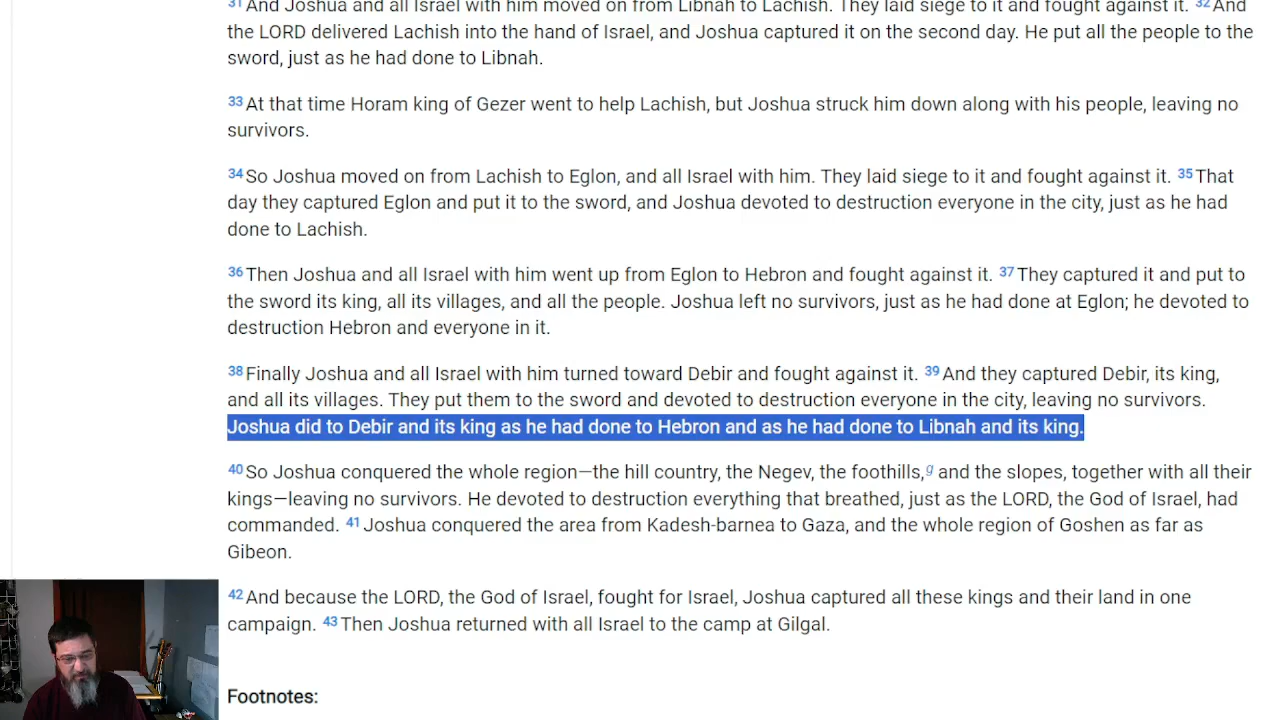 31 And Joshua and all Israel with him moved on from Libnah to Lachish. They laid siege to it and fought against it. 32 And
the LORD delivered Lachish into the hand of Israel, and Joshua captured it on the second day. He put all the people to the
sword, just as he had done to Libnah.
33 At that time Horam king of Gezer went to help Lachish, but Joshua struck him down along with his people, leaving no
survivors.
34 So Joshua moved on from Lachish to Eglon, and all Israel with him. They laid siege to it and fought against it. 35 That
day they captured Eglon and put it to the sword, and Joshua devoted to destruction everyone in the city, just as he had
done to Lachish.
36 Then Joshua and all Israel with him went up from Eglon to Hebron and fought against it. 37 They captured it and put to
the sword its king, all its villages, and all the people. Joshua left no survivors, just as he had done at Eglon; he devoted to
destruction Hebron and everyone in it.
38 Finally Joshua and all Israel with him turned toward Debir and fought against it. 39 And they captured Debir, its king,
and all its villages. They put them to the sword and devoted to destruction everyone in the city, leaving no survivors.
Joshua did to Debir and its king as he had done to Hebron and as he had done to Libnah and its king.
40 So Joshua conquered the whole region—the hill country, the Negev, the foothills,g and the slopes, together with all their
kings—leaving no survivors. He devoted to destruction everything that breathed, just as the LORD, the God of Israel, had
commanded. 41 Joshua conquered the area from Kadesh-barnea to Gaza, and the whole region of Goshen as far as
Gibeon.
42 And because the LORD, the God of Israel, fought for Israel, Joshua captured all these kings and their land in one
campaign. 43 Then Joshua returned with all Israel to the camp at Gilgal.
Footnotes: